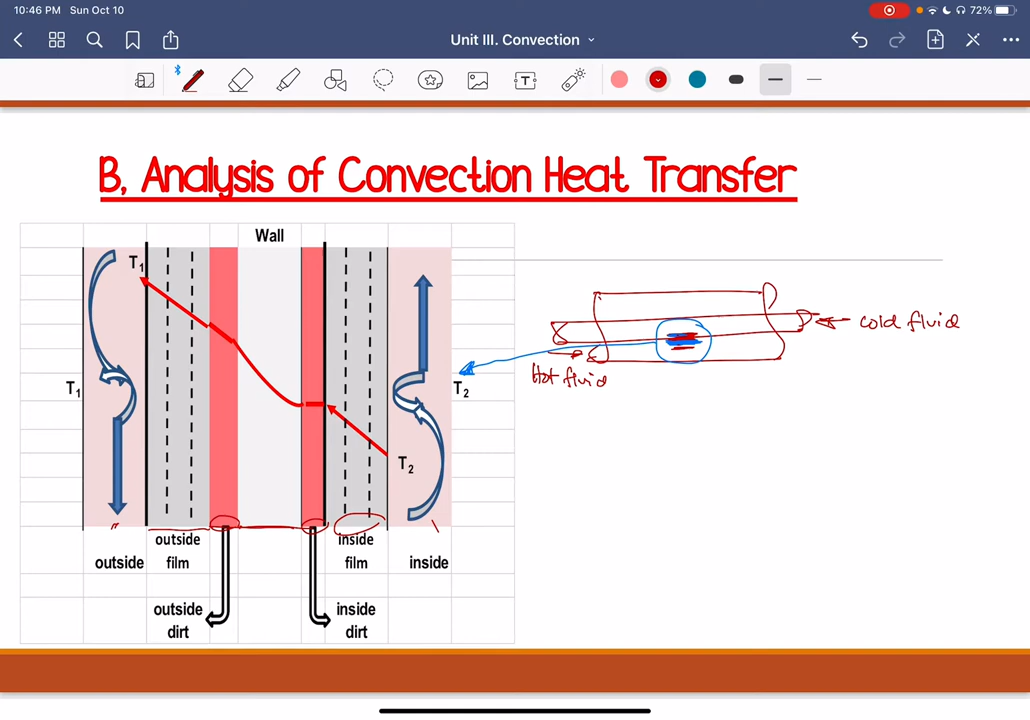 10:46 PM Sun Oct 10
72%
Unit III. Convection
B. Analysis of Convection Heat Transfer
Wall
T1
T1
T2
T2
cold fluid
Hot fluid
outside film
inside film
outside
inside
outside dirt
inside dirt